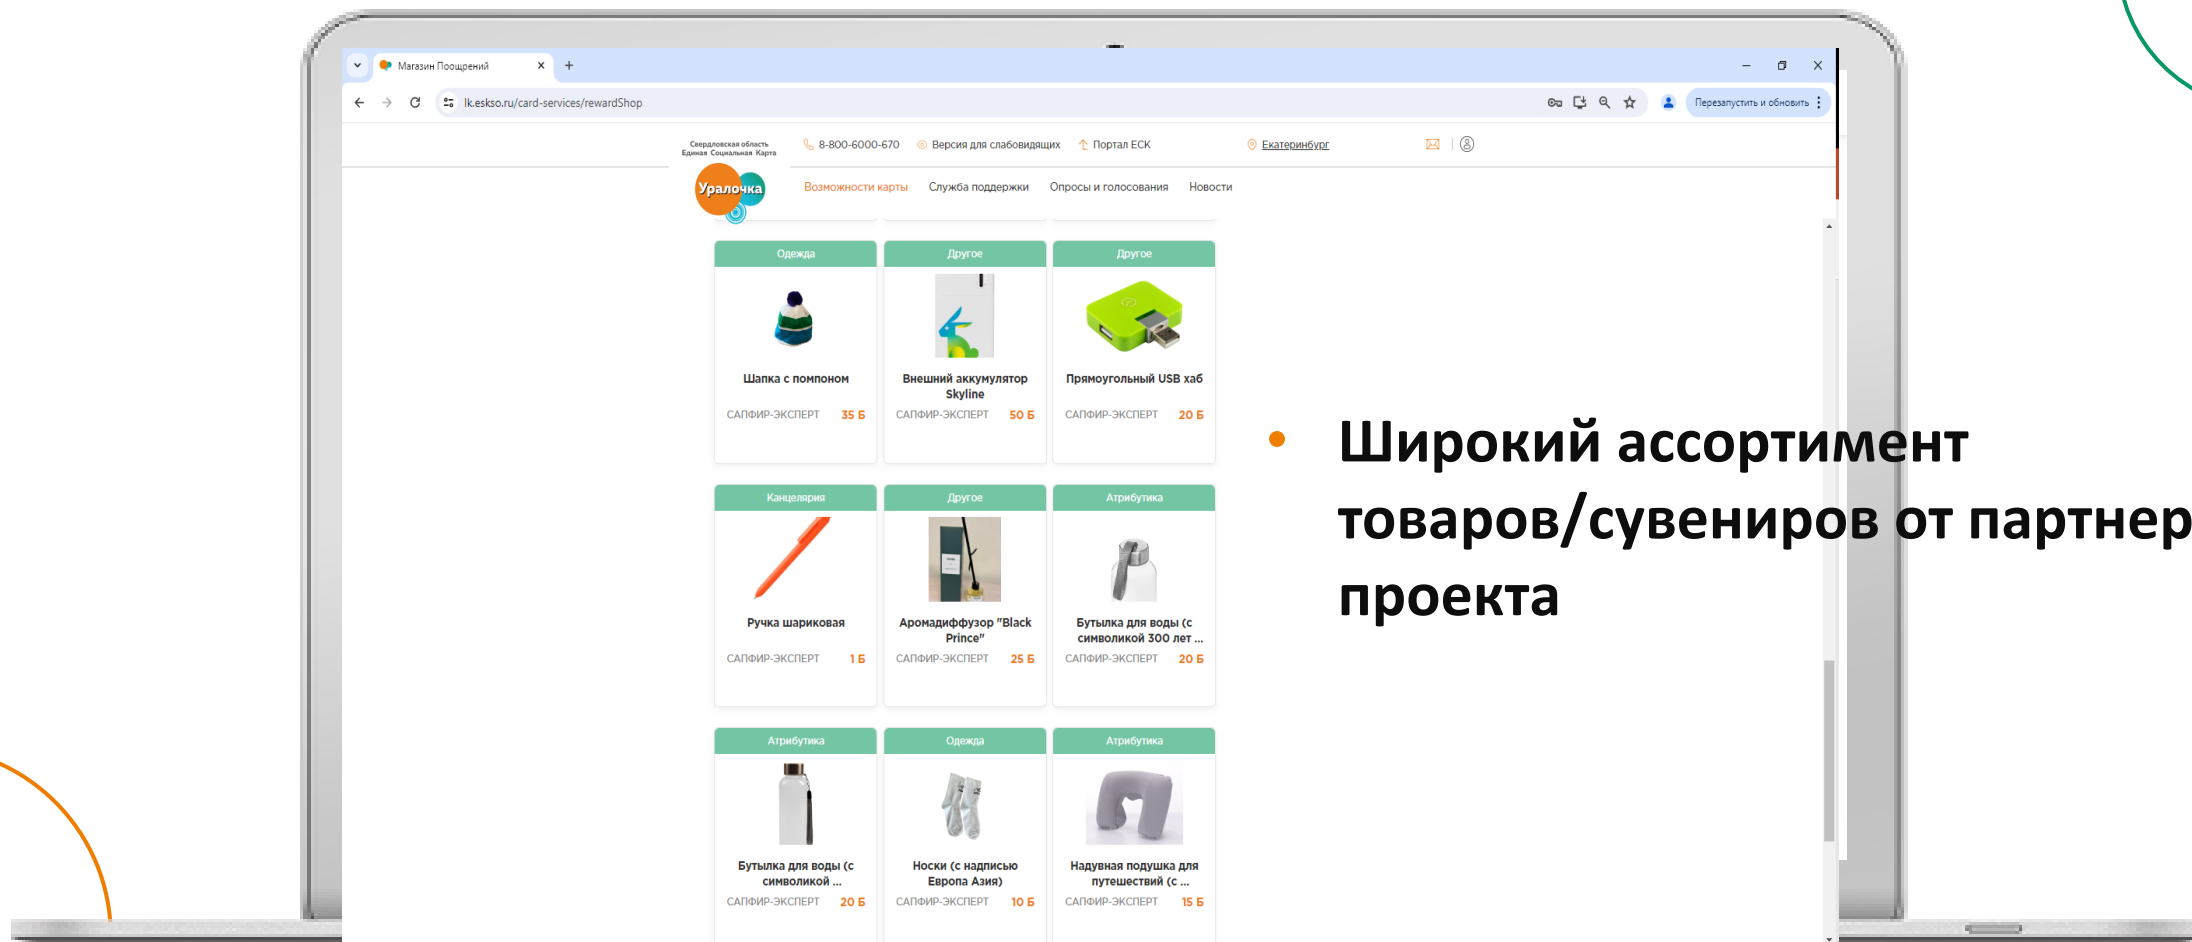 Магазин Поощрений
lk.eskso.ru/card-services/rewardShop
Перезапустить и обновить
Свердловская область
Единая Социальная Карта
8-800-6000-670
Версия для слабовидящих
Портал ЕСК
Екатеринбург
Уралочка
Возможности карты
Служба поддержки
Опросы и голосования
Новости
Одежда
Шапка с помпоном
САПФИР-ЭКСПЕРТ 35 Б
Другое
Внешний аккумулятор
Skyline
САПФИР-ЭКСПЕРТ 50 Б
Другое
Прямоугольный USB хаб
САПФИР-ЭКСПЕРТ 20 Б
Канцелярия
Ручка шариковая
САПФИР-ЭКСПЕРТ 1 Б
Другое
Аромадиффузор "Black
Prince"
САПФИР-ЭКСПЕРТ 25 Б
Атрибутика
Бутылка для воды (с
символикой 300 лет ...
САПФИР-ЭКСПЕРТ 20 Б
Атрибутика
Бутылка для воды (с
символикой ...
САПФИР-ЭКСПЕРТ 20 Б
Одежда
Носки (с надписью
Европа Азия)
САПФИР-ЭКСПЕРТ 10 Б
Атрибутика
Надувная подушка для
путешествий (с ...
САПФИР-ЭКСПЕРТ 15 Б
• Широкий ассортимент
товаров/сувениров от партнер
проекта